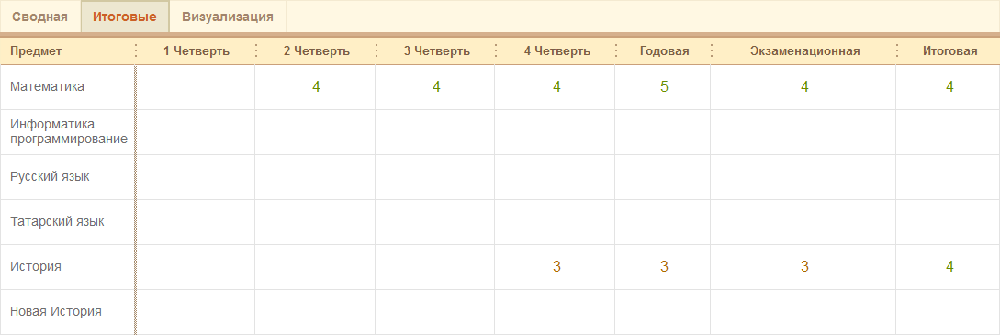 Сводная Итоговые Визуализация
Предмет 1 Четверть 2 Четверть 3 Четверть 4 Четверть Годовая Экзаменационная Итоговая
Математика 4 4 4 5 4 4
Информатика
программирование
Русский язык
Татарский язык
История 3 3 3 4
Новая История